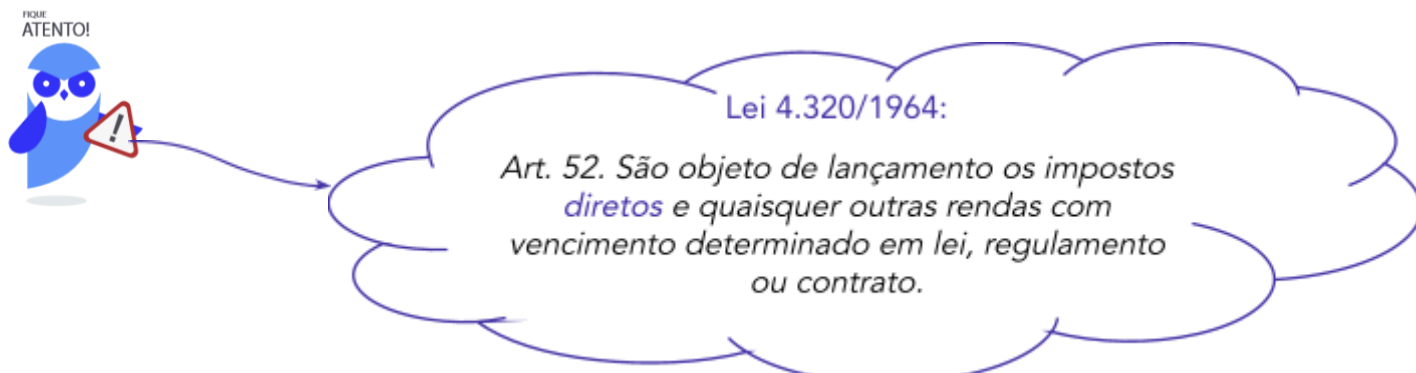 FIQUE
ATENTO!
!
Lei 4.320/1964:
Art. 52. São objeto de lançamento os impostos
diretos e quaisquer outras rendas com
vencimento determinado em lei, regulamento
ou contrato.